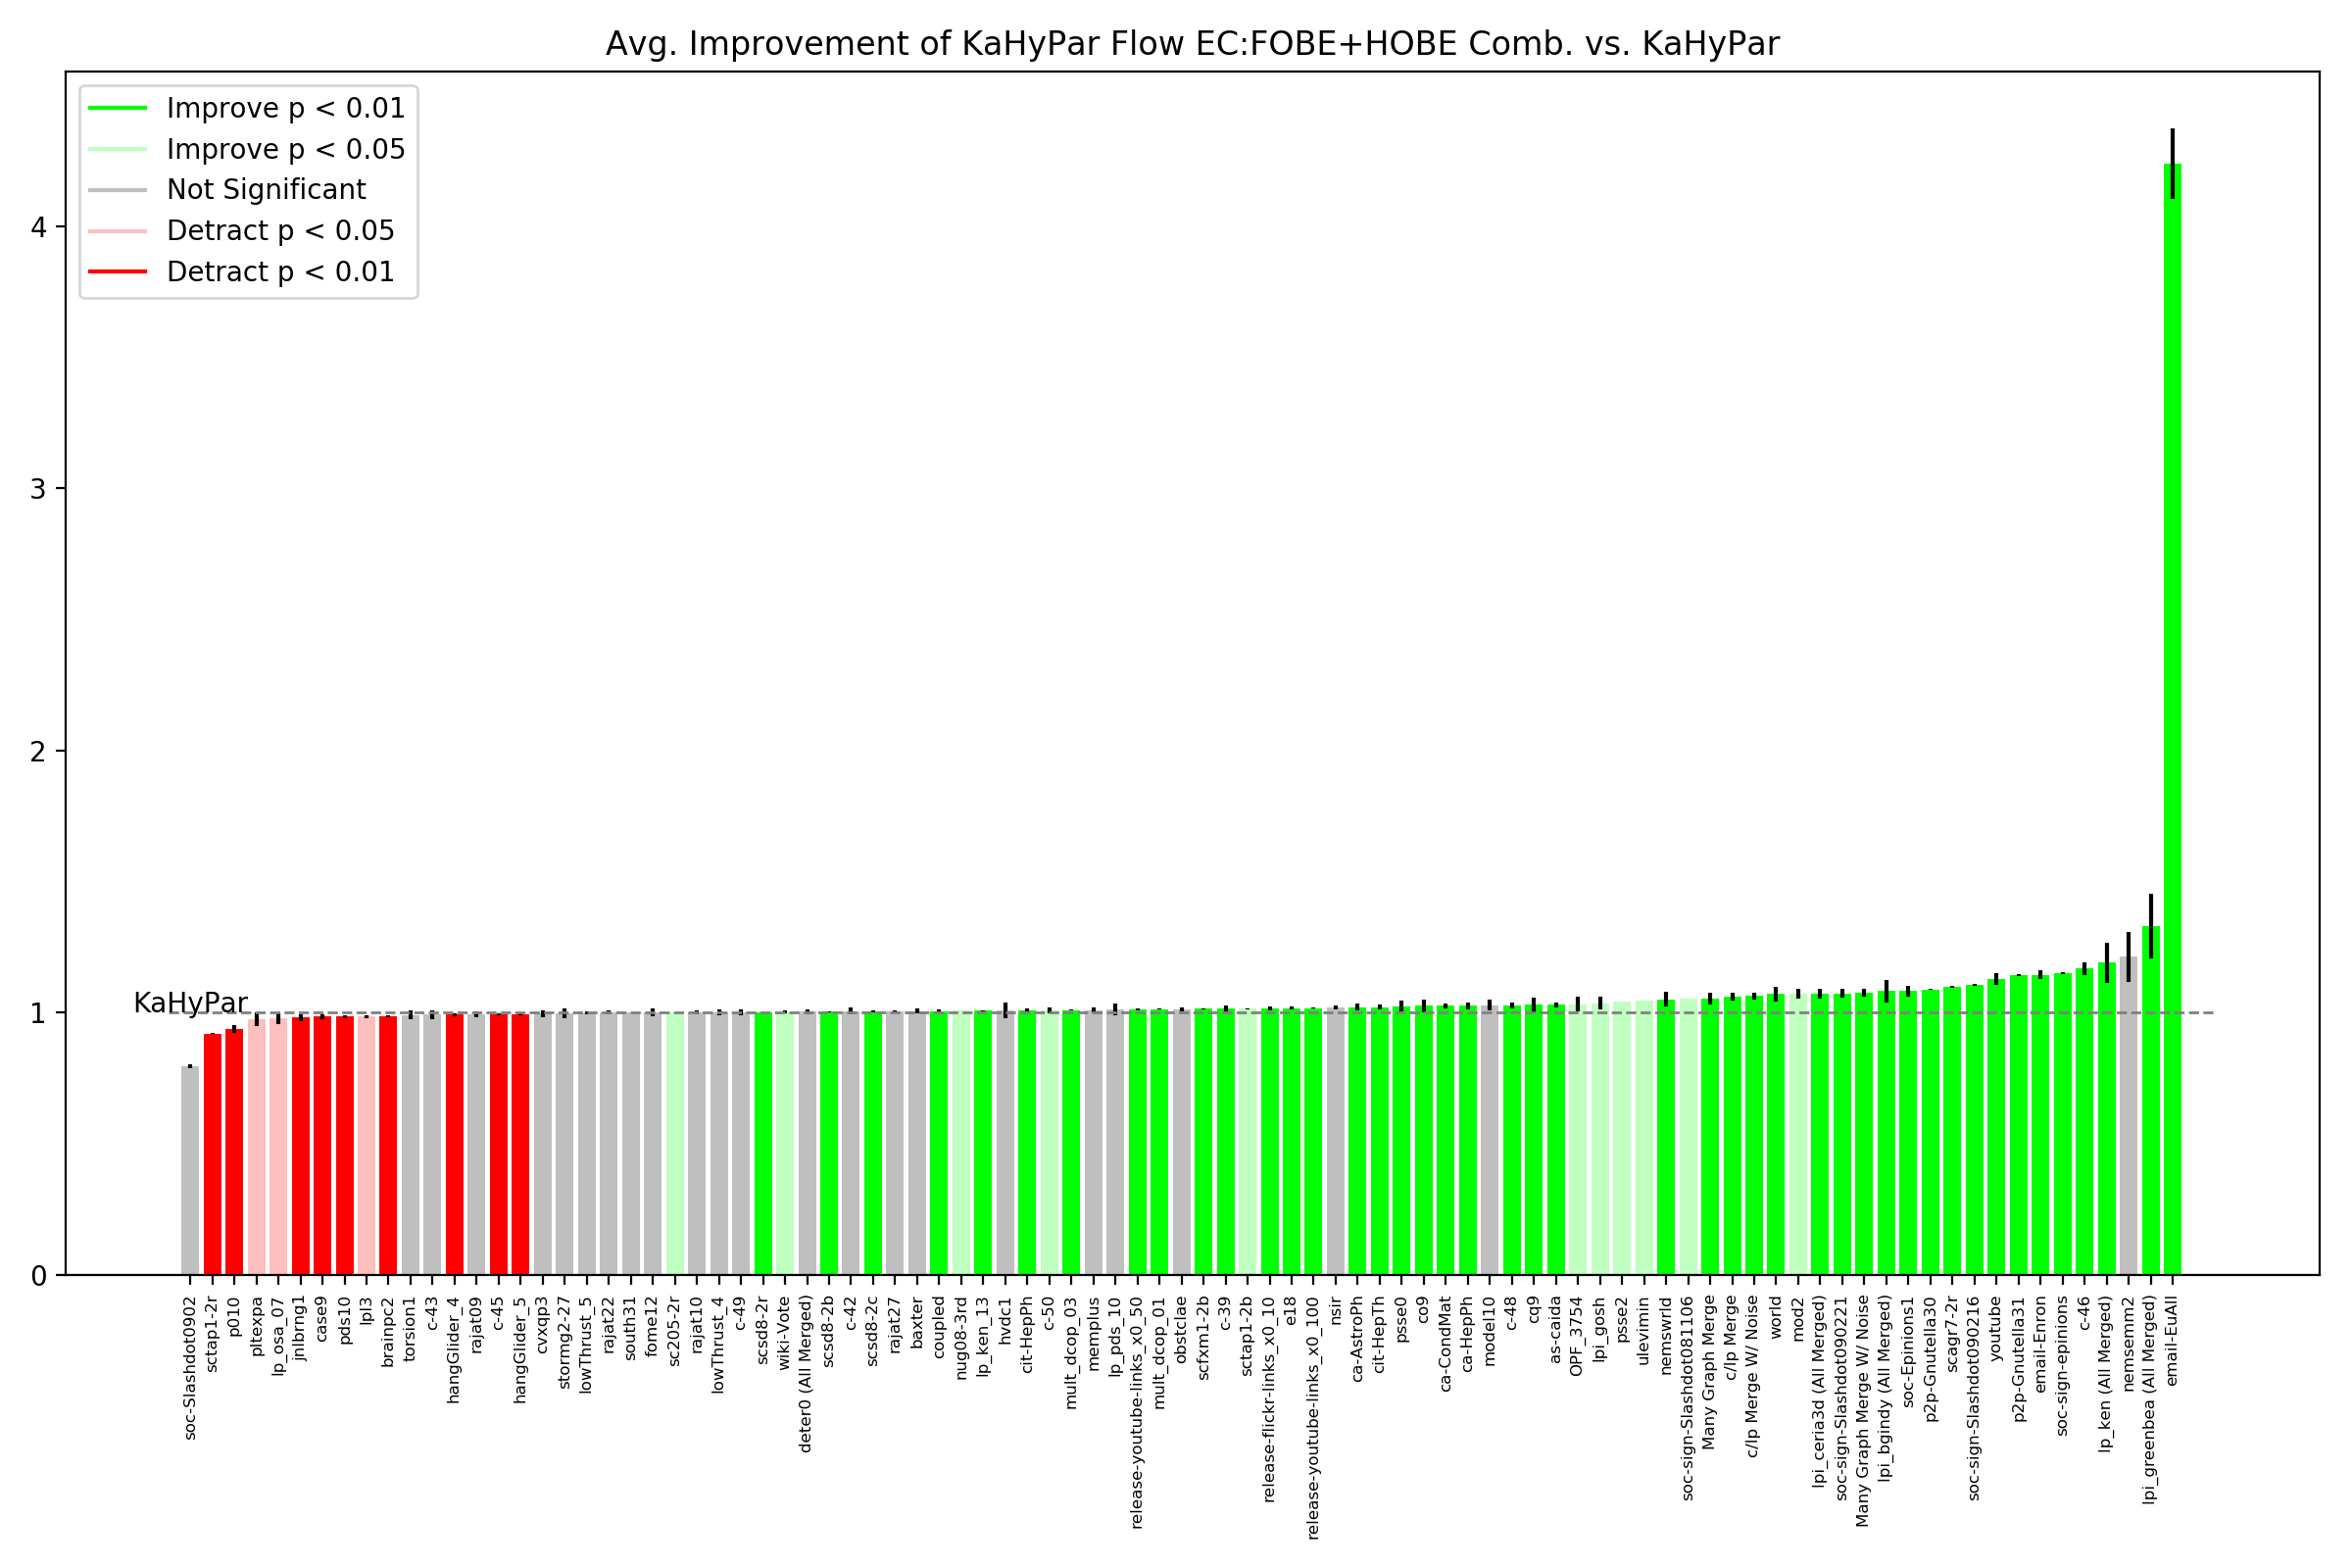 Avg. Improvement of KaHyPar Flow EC:FOBE+HOBE Comb. vs. KaHyPar
Improve p < 0.01
Improve p < 0.05
Not Significant
Detract p < 0.05
Detract p < 0.01
4
3
2
1
0
KaHyPar
soc-Slashdot0902
sctap1-2r
p010
pltexpa
lp_osa_07
jnlbrng1
case9
pds10
lpl3
brainpc2
torsion1
c-43
hangGlider_4
rajat09
c-45
hangGlider_5
cvxqp3
stormg2-27
lowThrust_5
rajat22
south31
fome12
sc205-2r
rajat10
lowThrust_4
c-49
scsd8-2r
wiki-Vote
deter0 (All Merged)
scsd8-2b
c-42
scsd8-2c
rajat27
baxter
coupled
nug08-3rd
lp_ken_13
hvdc1
cit-HepPh
c-50
mult_dcop_03
memplus
lp_pds_10
release-youtube-links_x0_50
mult_dcop_01
obstclae
scfxm1-2b
c-39
sctap1-2b
release-flickr-links_x0_10
e18
release-youtube-links_x0_100
nsir
ca-AstroPh
cit-HepTh
psse0
co9
ca-CondMat
ca-HepPh
model10
c-48
cq9
as-caida
OPF_3754
lpi_gosh
psse2
ulevimin
nemswrld
soc-sign-Slashdot081106
Many Graph Merge
c/lp Merge
c/lp Merge W/ Noise
world
mod2
lpi_ceria3d (All Merged)
soc-sign-Slashdot090221
Many Graph Merge W/ Noise
lpi_bgindy (All Merged)
soc-Epinions1
p2p-Gnutella30
scagr7-2r
soc-sign-Slashdot090216
youtube
p2p-Gnutella31
email-Enron
soc-sign-epinions
c-46
lp_ken (All Merged)
nemsemm2
lpi_greenbea (All Merged)
email-EuAll